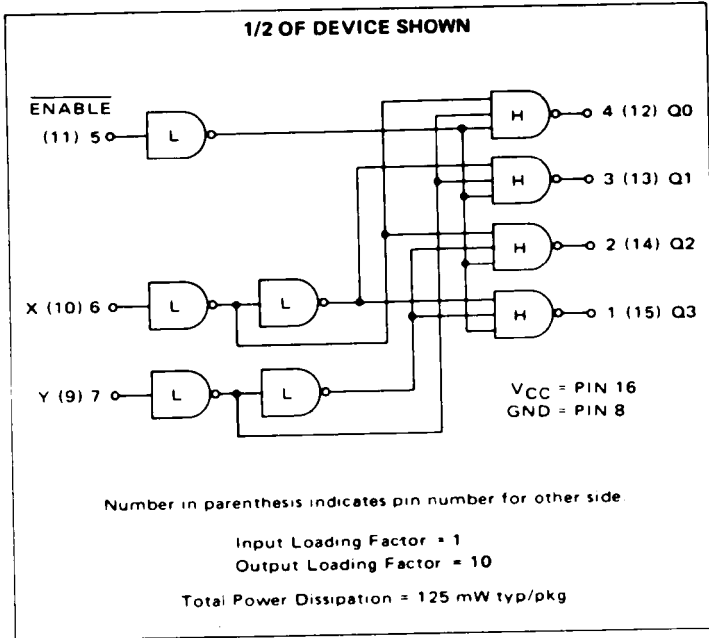 1/2 OF DEVICE SHOWN
ENABLE
(11) 5
L
H
4 (12) Q0
H
3 (13) Q1
H
2 (14) Q2
X (10) 6
L
L
H
1 (15) Q3
Y (9) 7
L
L
VCC = PIN 16
GND = PIN 8
Number in parenthesis indicates pin number for other side.
Input Loading Factor = 1
Output Loading Factor = 10
Total Power Dissipation = 125 mW typ/pkg